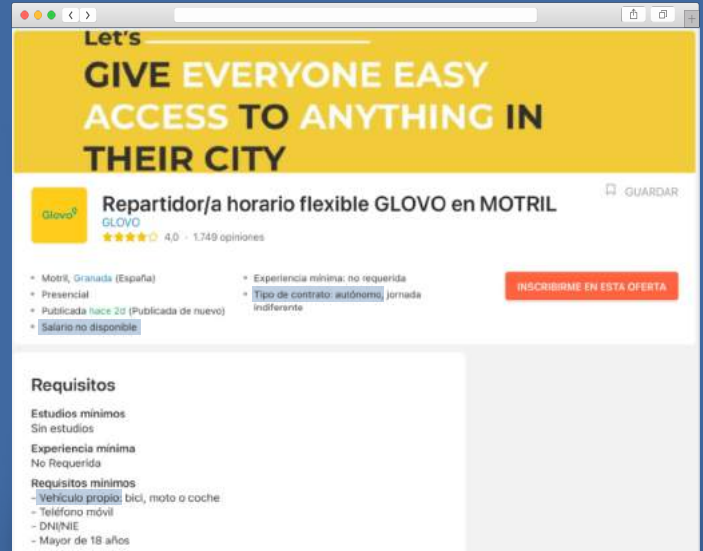 Let's
GIVE EVERYONE EASY
ACCESS TO ANYTHING IN
THEIR CITY
GUARDAR
Glovo
Repartidor/a horario flexible GLOVO en MOTRIL
GLOVO
4,0 - 1.749 opiniones
Motril, Granada (España)
Presencial
Publicada hace 2d (Publicada de nuevo)
Salario no disponible
Experiencia mínima: no requerida
Tipo de contrato: autónomo, jornada
indiferente
INSCRIBIRME EN ESTA OFERTA
Requisitos
Estudios mínimos
Sin estudios
Experiencia mínima
No Requerida
Requisitos mínimos
- Vehículo propio: bici, moto o coche
- Teléfono móvil
- DNI/NIE
- Mayor de 18 años